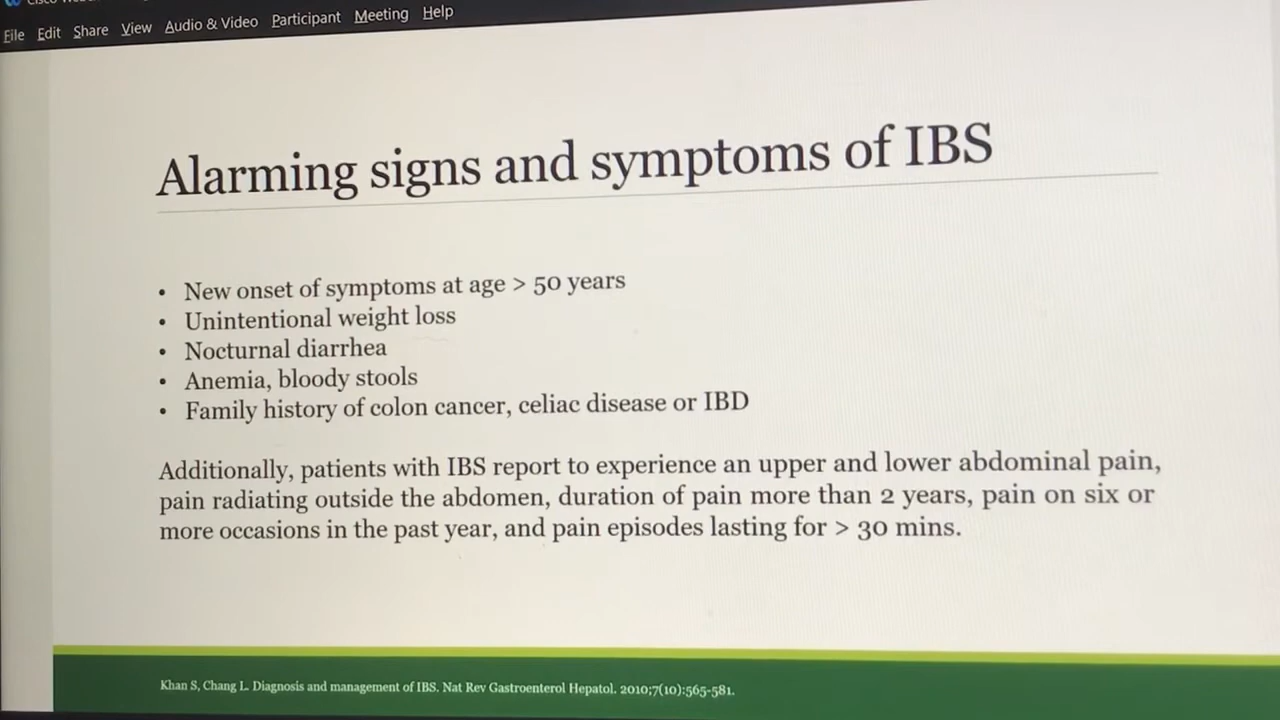 File Edit Share View Audio & Video Participant Meeting Help
Alarming signs and symptoms of IBS
• New onset of symptoms at age > 50 years
• Unintentional weight loss
• Nocturnal diarrhea
• Anemia, bloody stools
• Family history of colon cancer, celiac disease or IBD
Additionally, patients with IBS report to experience an upper and lower abdominal pain,
pain radiating outside the abdomen, duration of pain more than 2 years, pain on six or
more occasions in the past year, and pain episodes lasting for > 30 mins.
Khan S, Chang L. Diagnosis and management of IBS. Nat Rev Gastroenterol Hepatol. 2010;7(10):565-581.